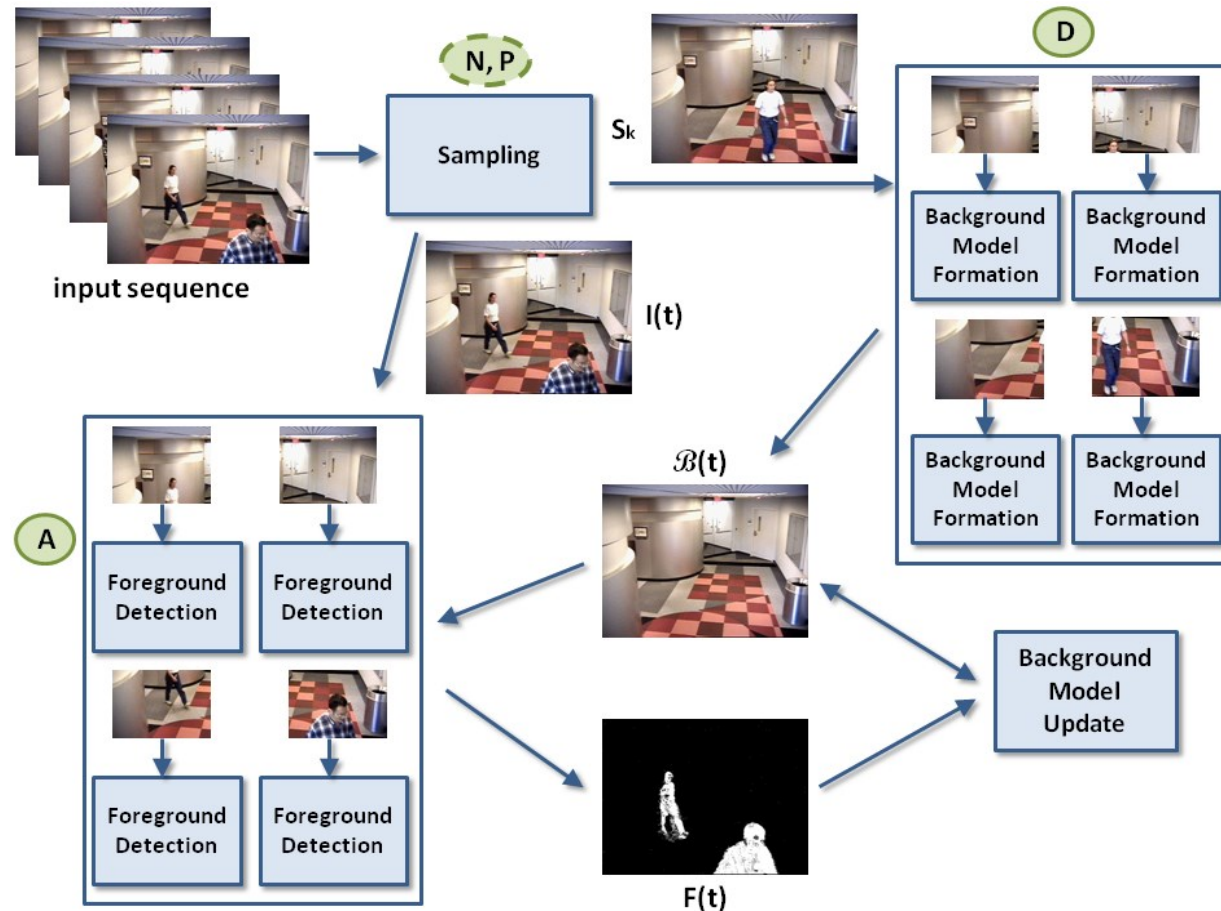 N, P
D
Sampling
Sk
input sequence
I(t)
Background
Model
Formation
Background
Model
Formation
Background
Model
Formation
Background
Model
Formation
ℬ(t)
A
Foreground
Detection
Foreground
Detection
Foreground
Detection
Foreground
Detection
Background
Model
Update
F(t)